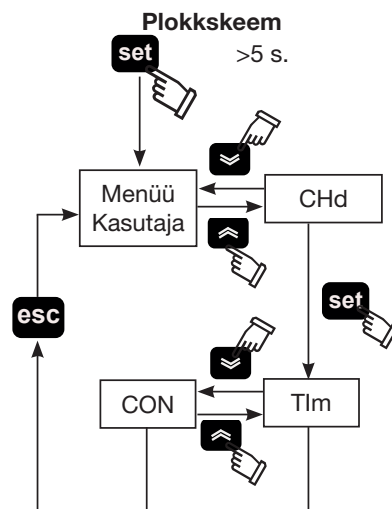 Plokkskeem
set
>5 s.
Menüü
Kasutaja
CHd
esc
set
CON
TIm